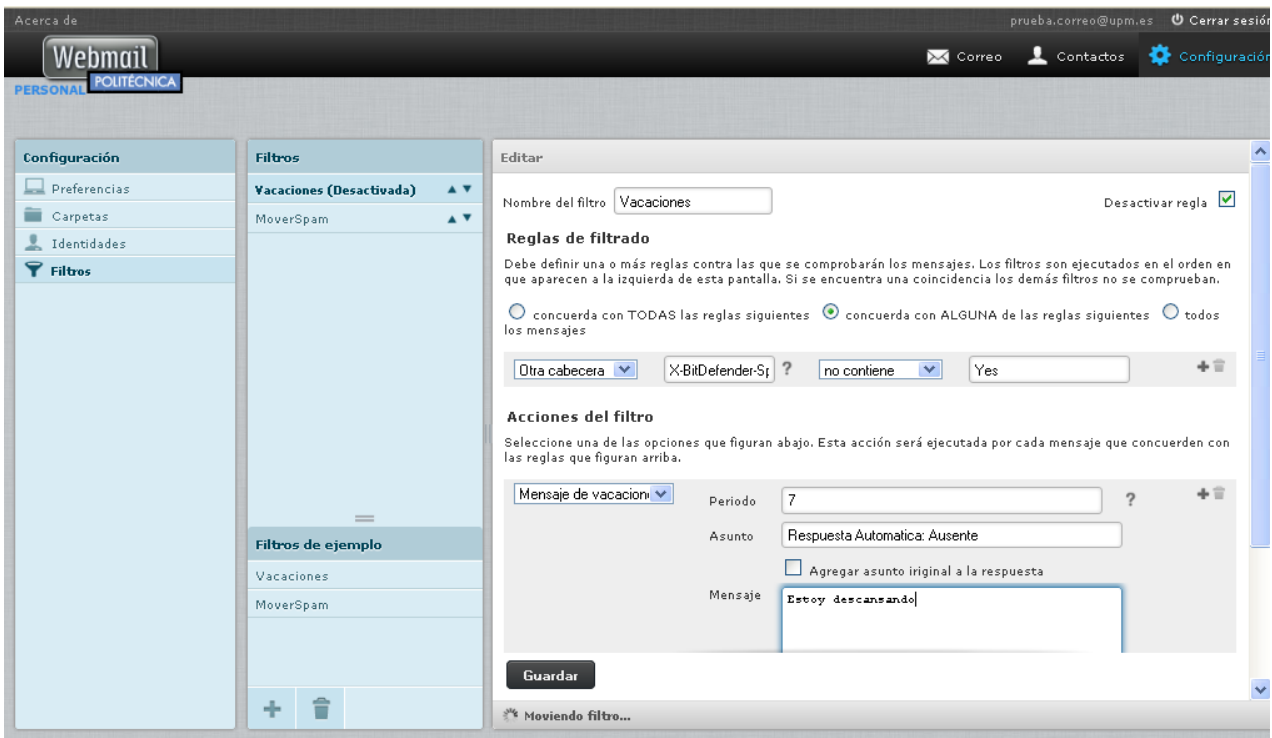 Acerca de
prueba.correo@upm.es Cerrar sesión
Webmail
POLITÉCNICA
PERSONAL
Correo Contactos Configuración
Configuración
Preferencias
Carpetas
Identidades
Filtros
Filtros
Vacaciones (Desactivada)
MoverSpam
Filtros de ejemplo
Vacaciones
MoverSpam
Editar
Nombre del filtro Vacaciones Desactivar regla
Reglas de filtrado
Debe definir una o más reglas contra las que se comprobarán los mensajes. Los filtros son ejecutados en el orden en
que aparecen a la izquierda de esta pantalla. Si se encuentra una coincidencia los demás filtros no se comprueban.
concuerda con TODAS las reglas siguientes concuerda con ALGUNA de las reglas siguientes todos
los mensajes
Otra cabecera X-BitDefender-Sp ? no contiene Yes
Acciones del filtro
Seleccione una de las opciones que figuran abajo. Esta acción será ejecutada por cada mensaje que concuerden con
las reglas que figuran arriba.
Mensaje de vacacion Periodo 7 ?
Asunto Respuesta Automatica: Ausente
Agregar asunto iriginal a la respuesta
Mensaje Estoy descansando
Guardar
Moviendo filtro...